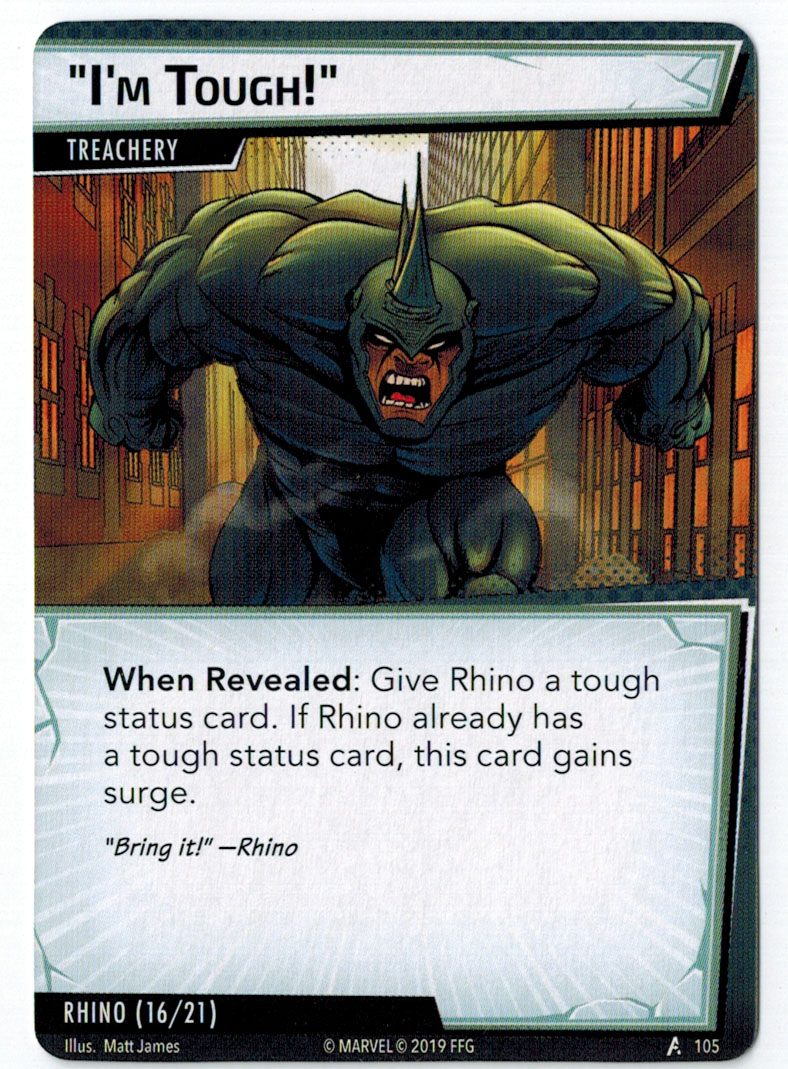 "I'm Tough!"
TREACHERY
When Revealed: Give Rhino a tough
status card. If Rhino already has
a tough status card, this card gains
surge.
"Bring it!" —Rhino
RHINO (16/21)
Illus. Matt James
© MARVEL © 2019 FFG
105